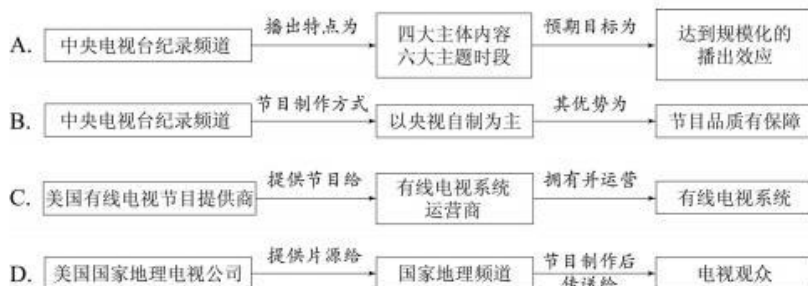 A. 中央电视台纪录频道 播出特点为 四大主体内容 六大主题时段 预期目标为 达到规模化的 播出效应
B. 中央电视台纪录频道 节目制作方式 以央视自制为主 其优势为 节目品质有保障
C. 美国有线电视节目提供商 提供节目给 有线电视系统 运营商 拥有并运营 有线电视系统
D. 美国国家地理电视公司 提供片源给 国家地理频道 节目制作后 传送给 电视观众